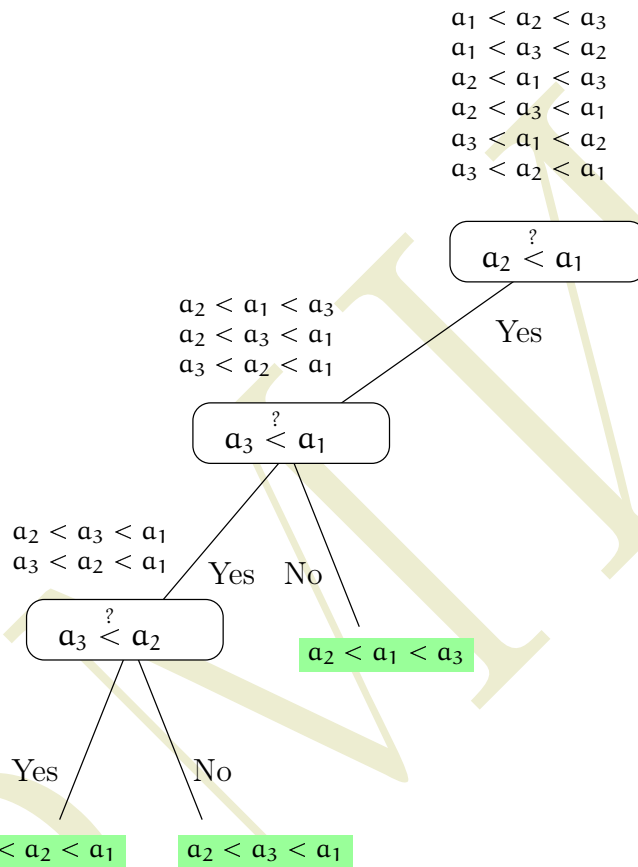 a₁ < a₂ < a₃
a₁ < a₃ < a₂
a₂ < a₁ < a₃
a₂ < a₃ < a₁
a₃ < a₁ < a₂
a₃ < a₂ < a₁
?
a₂ < a₁
Yes
a₂ < a₁ < a₃
a₂ < a₃ < a₁
a₃ < a₂ < a₁
?
a₃ < a₁
Yes No
a₂ < a₃ < a₁
a₃ < a₂ < a₁
?
a₃ < a₂
a₂ < a₁ < a₃
Yes No
< a₂ < a₁
a₂ < a₃ < a₁